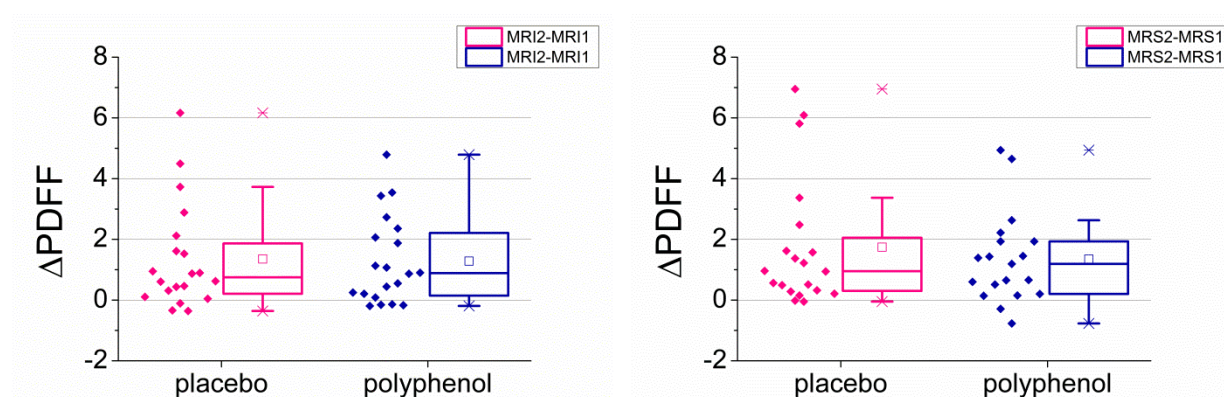 MRI2-MRI1
MRI2-MRI1
8
6
4
2
0
-2
ΔPDFF
placebo polyphenol
MRS2-MRS1
MRS2-MRS1
8
6
4
2
0
-2
ΔPDFF
placebo polyphenol